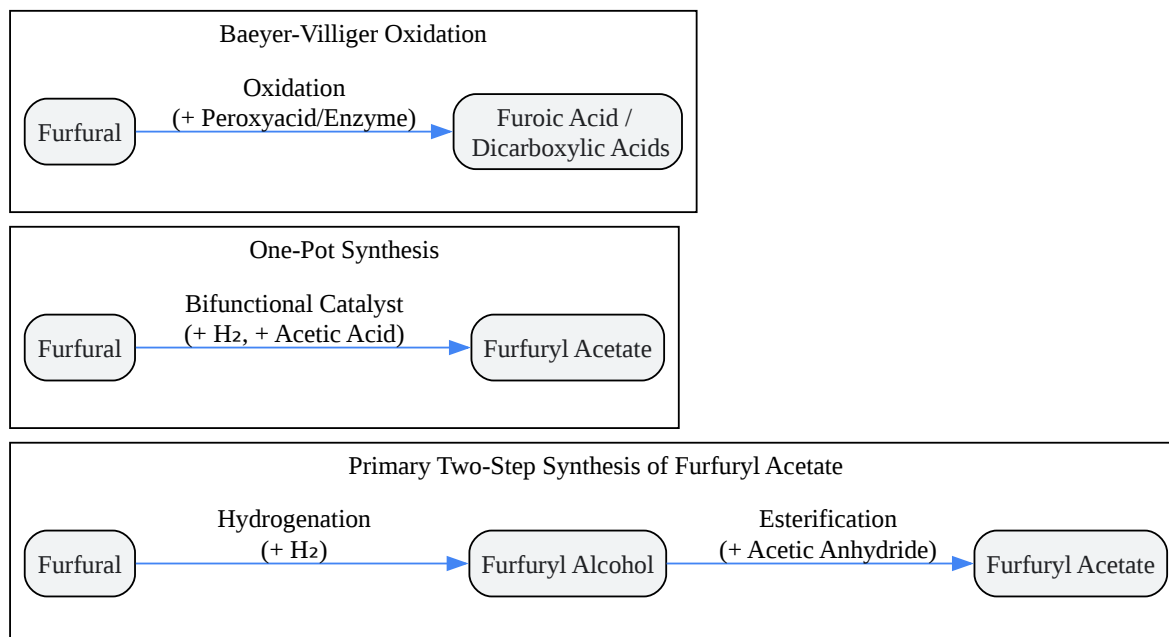 Baeyer-Villiger Oxidation
Oxidation
(+ Peroxyacid/Enzyme)
Furfural
Furoic Acid /
Dicarboxylic Acids
One-Pot Synthesis
Bifunctional Catalyst
(+ H₂, + Acetic Acid)
Furfural
Furfuryl Acetate
Primary Two-Step Synthesis of Furfuryl Acetate
Hydrogenation
(+ H₂)
Esterification
(+ Acetic Anhydride)
Furfural
Furfuryl Alcohol
Furfuryl Acetate